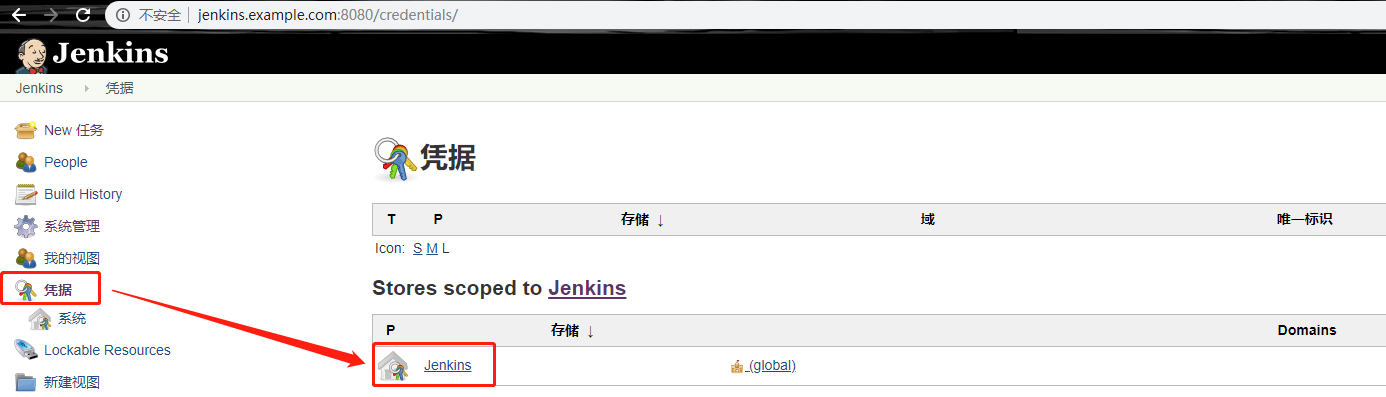 不安全 jenkins.example.com:8080/credentials/
Jenkins
Jenkins 凭据
New 任务
People
Build History
系统管理
我的视图
凭据
系统
Lockable Resources
新建视图
凭据
T P 存储 ↓ 域 唯一标识
Icon: S M L
Stores scoped to Jenkins
P 存储 ↓ Domains
Jenkins (global)